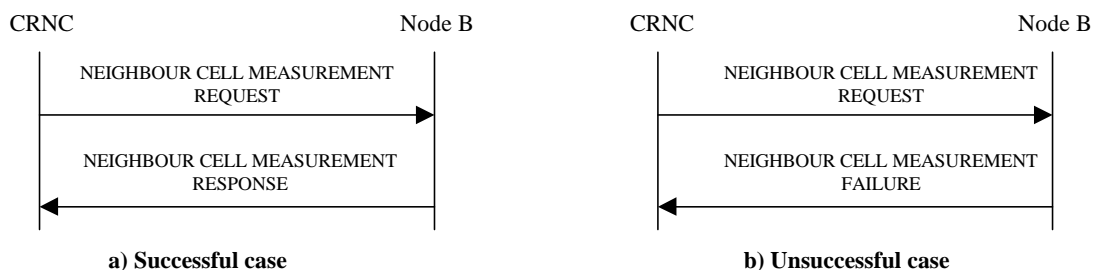 CRNC
Node B
NEIGHBOUR CELL MEASUREMENT
REQUEST
NEIGHBOUR CELL MEASUREMENT
RESPONSE
a) Successful case
CRNC
Node B
NEIGHBOUR CELL MEASUREMENT
REQUEST
NEIGHBOUR CELL MEASUREMENT
FAILURE
b) Unsuccessful case